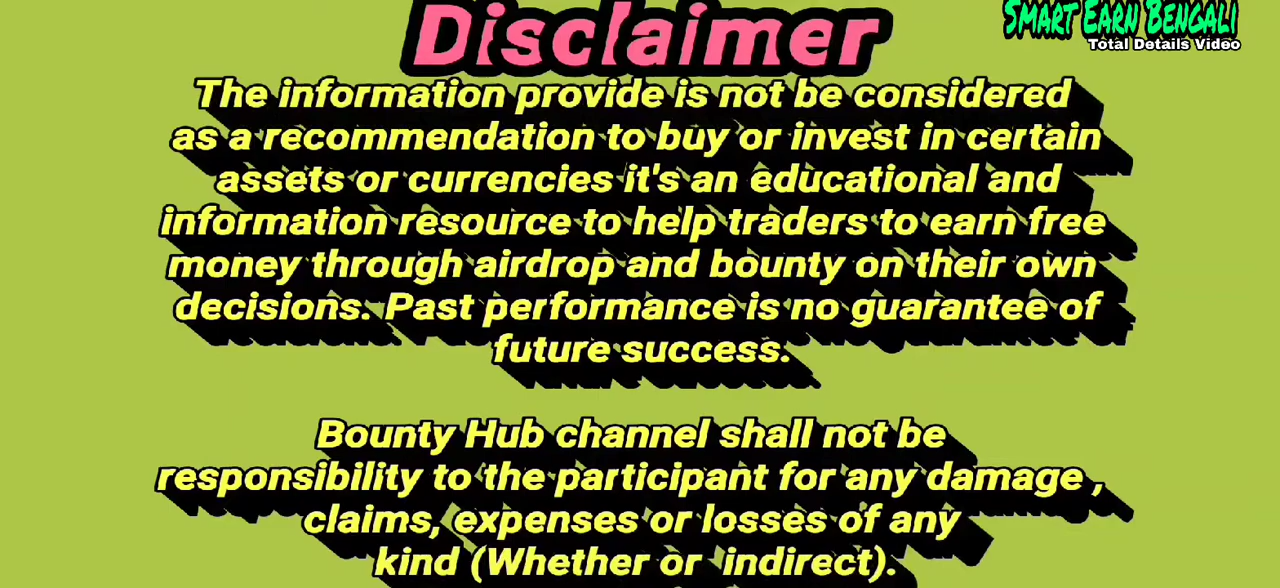 Disclaimer
SMART EARN BENGALI
Total Details Video
The information provide is not be considered
as a recommendation to buy or invest in certain
assets or currencies it's an educational and
information resource to help traders to earn free
money through airdrop and bounty on their own
decisions. Past performance is no guarantee of
future success.
Bounty Hub channel shall not be
responsibility to the participant for any damage ,
claims, expenses or losses of any
kind (Whether or indirect).